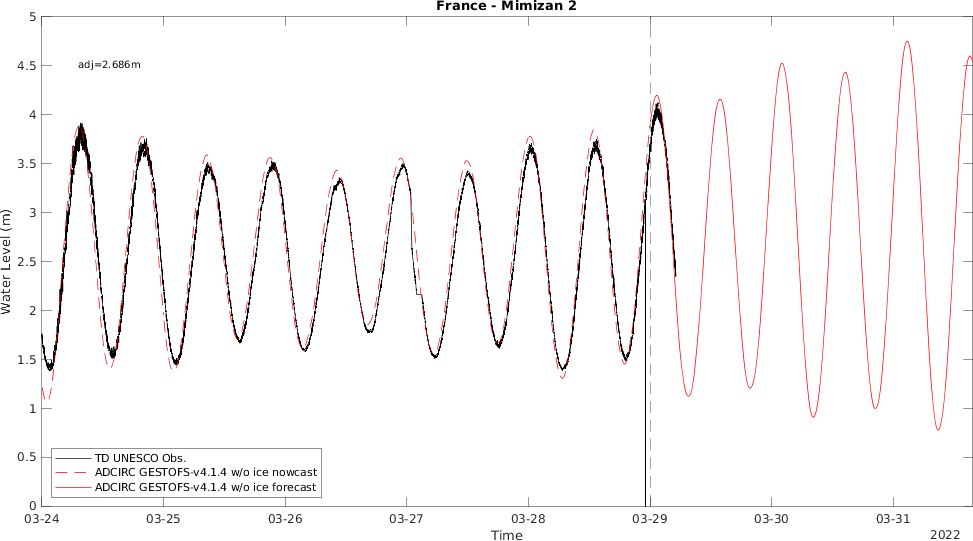 France - Mimizan 2
5
4.5
4
3.5
3
2.5
2
1.5
1
0.5
0
Water Level (m)
adj=2.686m
TD UNESCO Obs.
ADCIRC GESTOFS-v4.1.4 w/o ice nowcast
ADCIRC GESTOFS-v4.1.4 w/o ice forecast
03-24 03-25 03-26 03-27 03-28 03-29 03-30 03-31
Time
2022